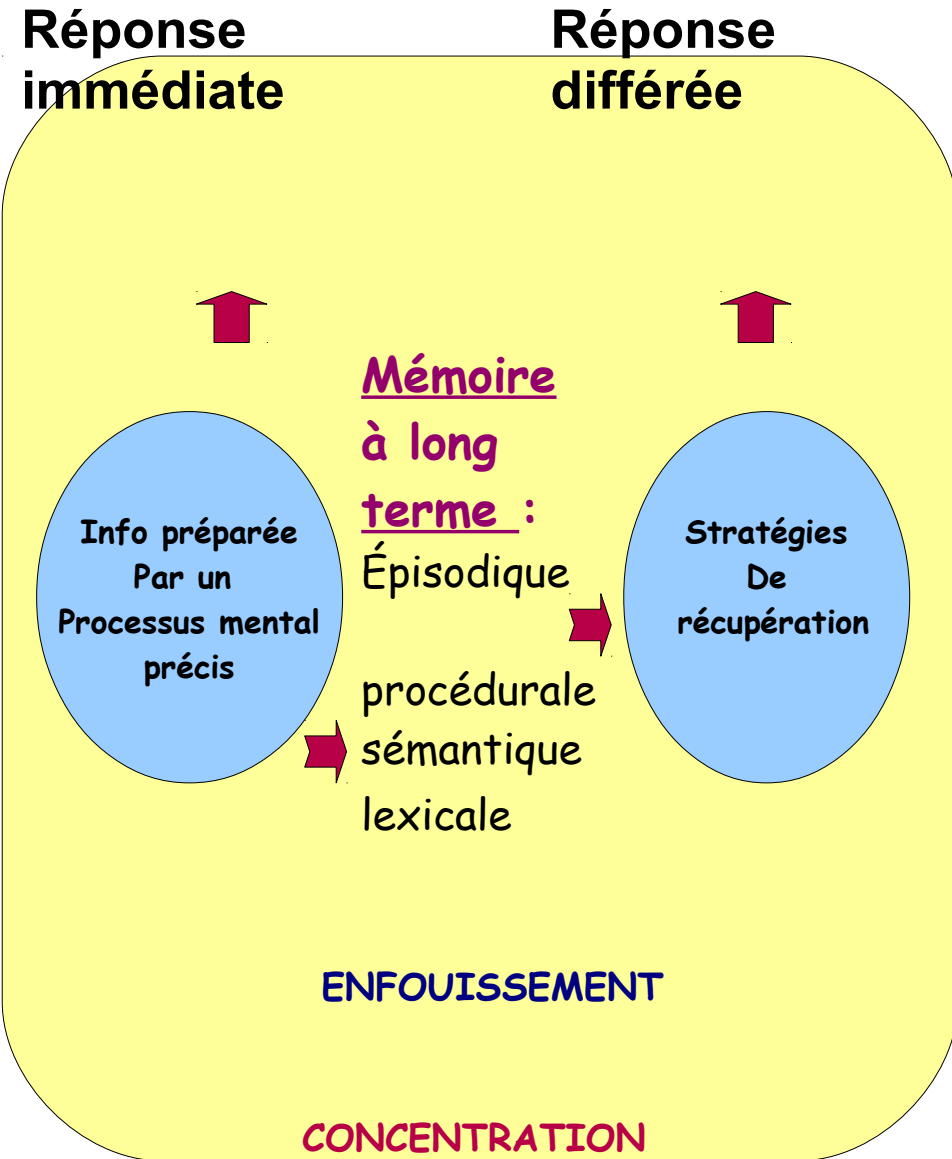 Réponse
immédiate
Réponse
différée
Info préparée
Par un
Processus mental
précis
Mémoire
à long
terme :
Épisodique
procédurale
sémantique
lexicale
Stratégies
De
récupération
ENFOUISSEMENT
CONCENTRATION